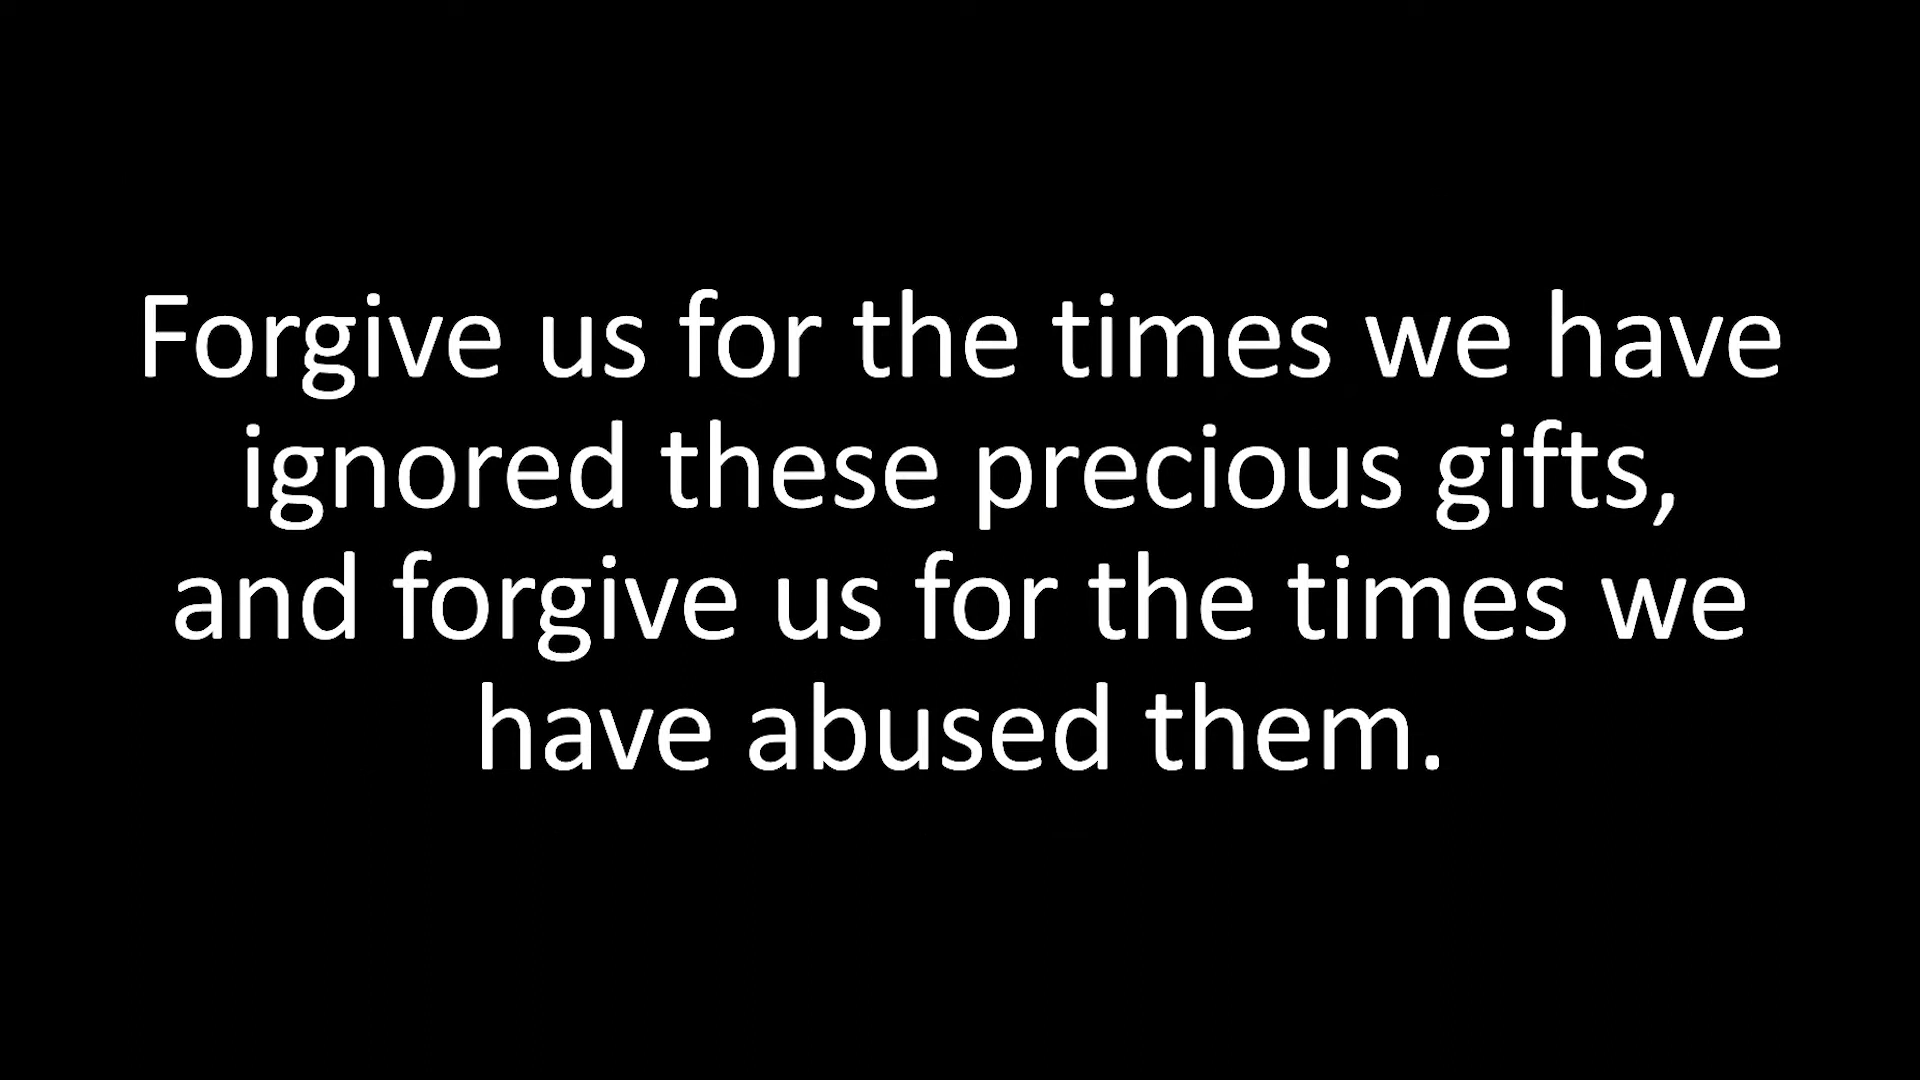 Forgive us for the times we have
ignored these precious gifts,
and forgive us for the times we
have abused them.